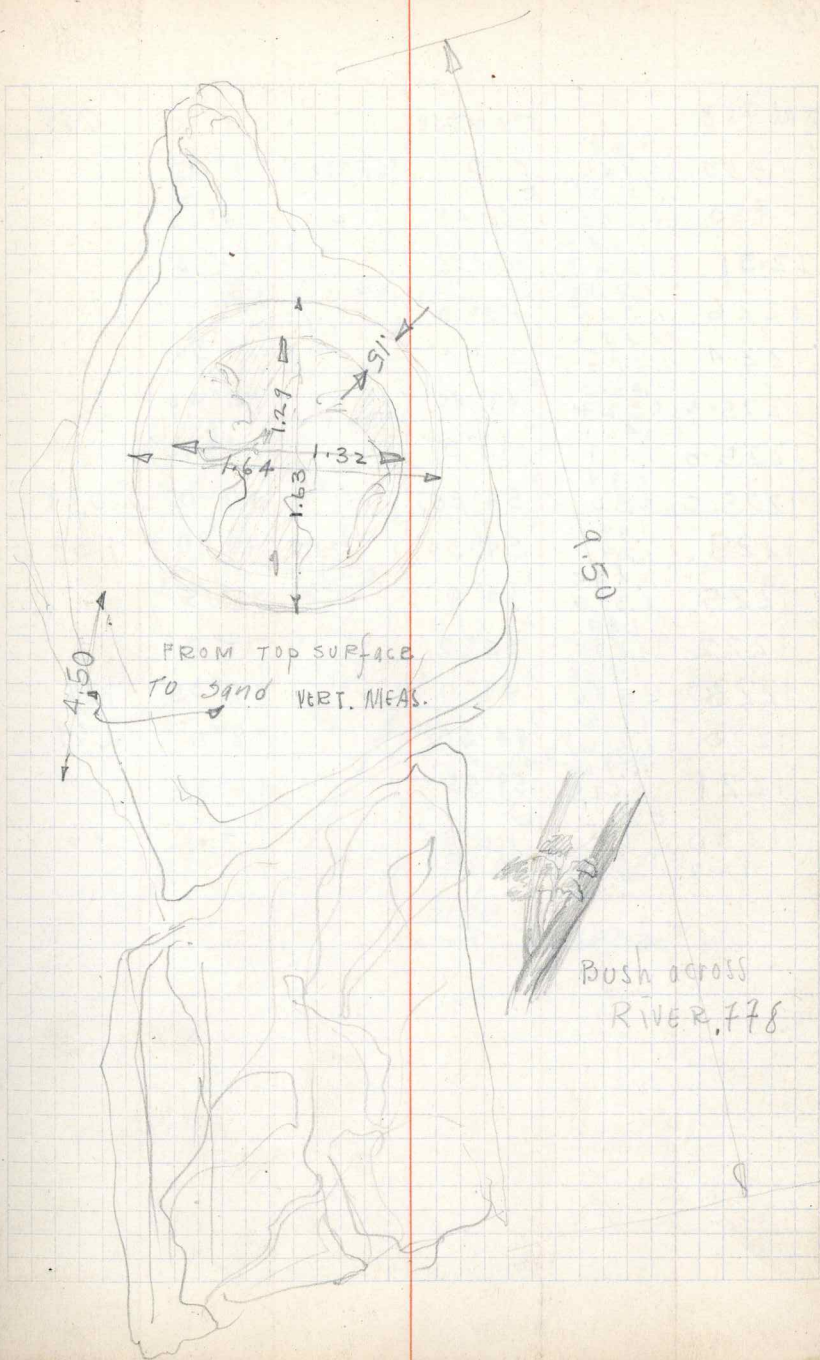 .15
1.29
1.64 1.32
1.63
9.50
FROM TOP SURface
TO sand VERT. MEAS.
4.50
Bush across
RIVER.778